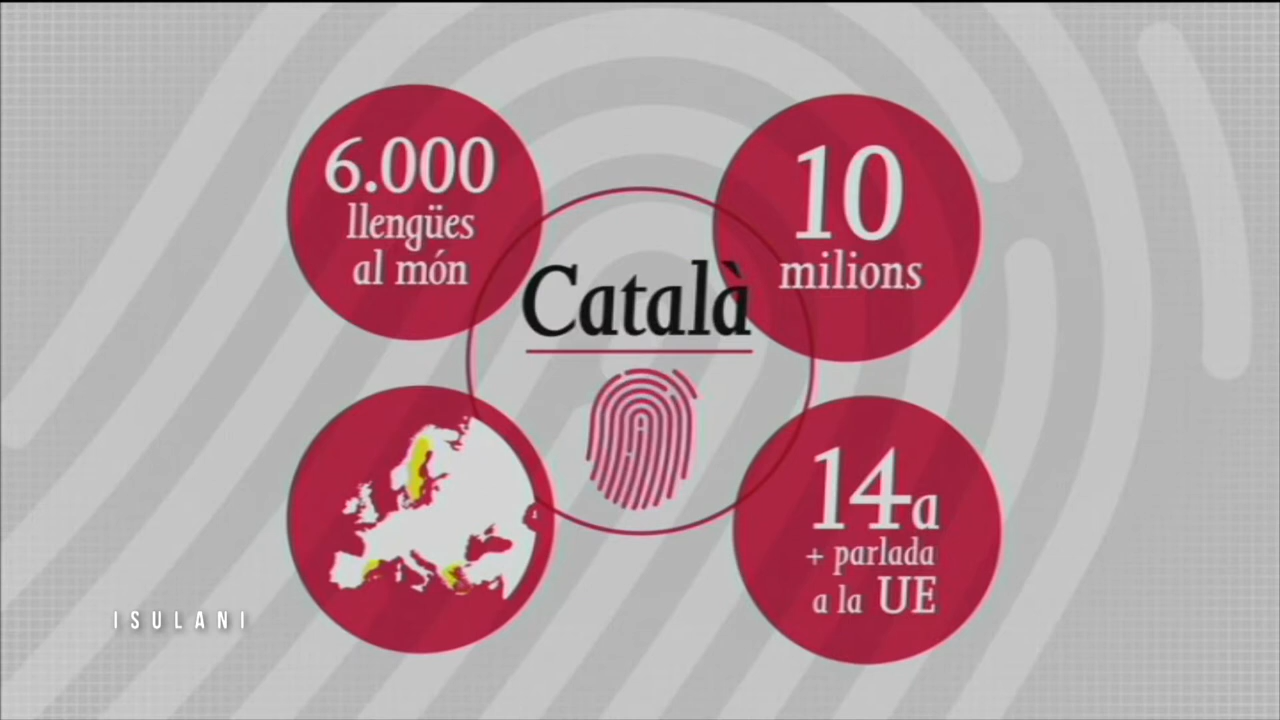 6.000
llengües
al món
10
milions
Català
14a
+ parlada
a la UE
ISULANI